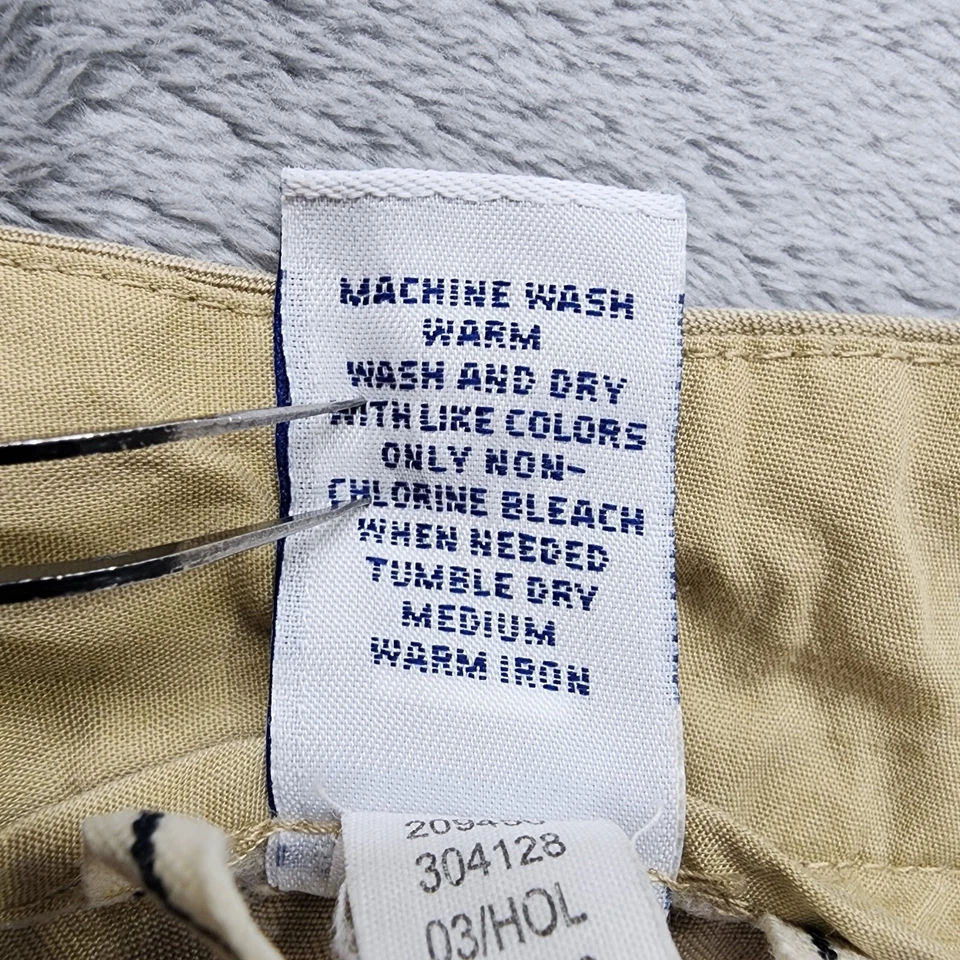 MACHINE WASH
WARM
WASH AND DRY
WITH LIKE COLORS
ONLY NON-
CHLORINE BLEACH
WHEN NEEDED
TUMBLE DRY
MEDIUM
WARM IRON
304128
03/HOL